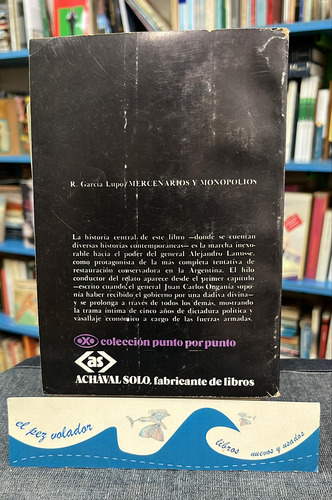 R. García Lupo/MERCENARIOS Y MONOPOLIOS
La historia central de este libro —donde se cuentan
diversas historias contemporáneas— es la marcha inexo-
rable hacia el poder del general Alejandro Lanusse,
como protagonista de la más completa tentativa de
restauración conservadora en la Argentina. El hilo
conductor del relato aparece desde el primer capítulo
—escrito cuando el general Juan Carlos Onganía supo-
nía haber recibido el gobierno por una dádiva divina—
y se prolonga a través de todos los demás, mostrando
la trama íntima de cinco años de dictadura política y
vasallaje económico a cargo de las fuerzas armadas.
colección punto por punto
as
ACHAVAL SOLO, fabricante de libros
el pez volador
libros
nuevos y usados